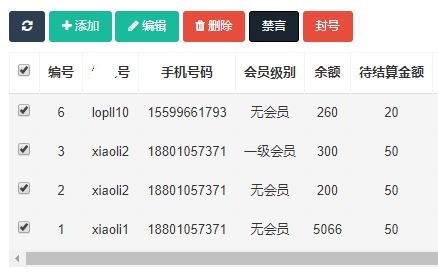 添加 编辑 删除 禁言 封号
编号 号 手机号码 会员级别 余额 待结算金额
6 lopll10 15599661793 无会员 260 20
3 xiaoli2 18801057371 一级会员 300 50
2 xiaoli2 18801057371 无会员 200 50
1 xiaoli1 18801057371 无会员 5066 50